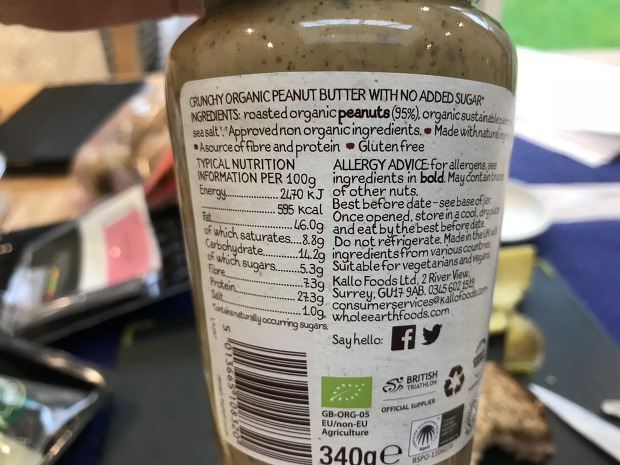 CRUNCHY ORGANIC PEANUT BUTTER WITH NO ADDED SUGAR*
INGREDIENTS: roasted organic peanuts (95%), organic sustainable
sea salt.† †Approved non organic ingredients. • Made with natural
• A source of fibre and protein • Gluten free
TYPICAL NUTRITION
INFORMATION PER 100g
Energy..........2470 kJ
595 kcal
Fat..........46.0g
of which saturates...8.8g
Carbohydrate..........14.2g
of which sugars.....5.3g
Fibre..........7.3g
Protein..........27.3g
Salt..........1.0g
*Contains naturally occurring sugars.
ALLERGY ADVICE: for allergens, see
ingredients in bold. May contain traces
of other nuts.
Best before date – see base of jar.
Once opened, store in a cool, dry place
and eat by the best before date.
Do not refrigerate. Made in the UK with
ingredients from various countries.
Suitable for vegetarians and vegans.
Kallo Foods Ltd, 2 River View,
Surrey, GU17 9AB. 0345 602 1519
consumerservices@kallofoods.com
wholeearthfoods.com
Say hello:
5 013665 108320
GB-ORG-05
EU/non-EU
Agriculture
BRITISH
TRIATHLON
OFFICIAL SUPPLIER
340g e
RSPO